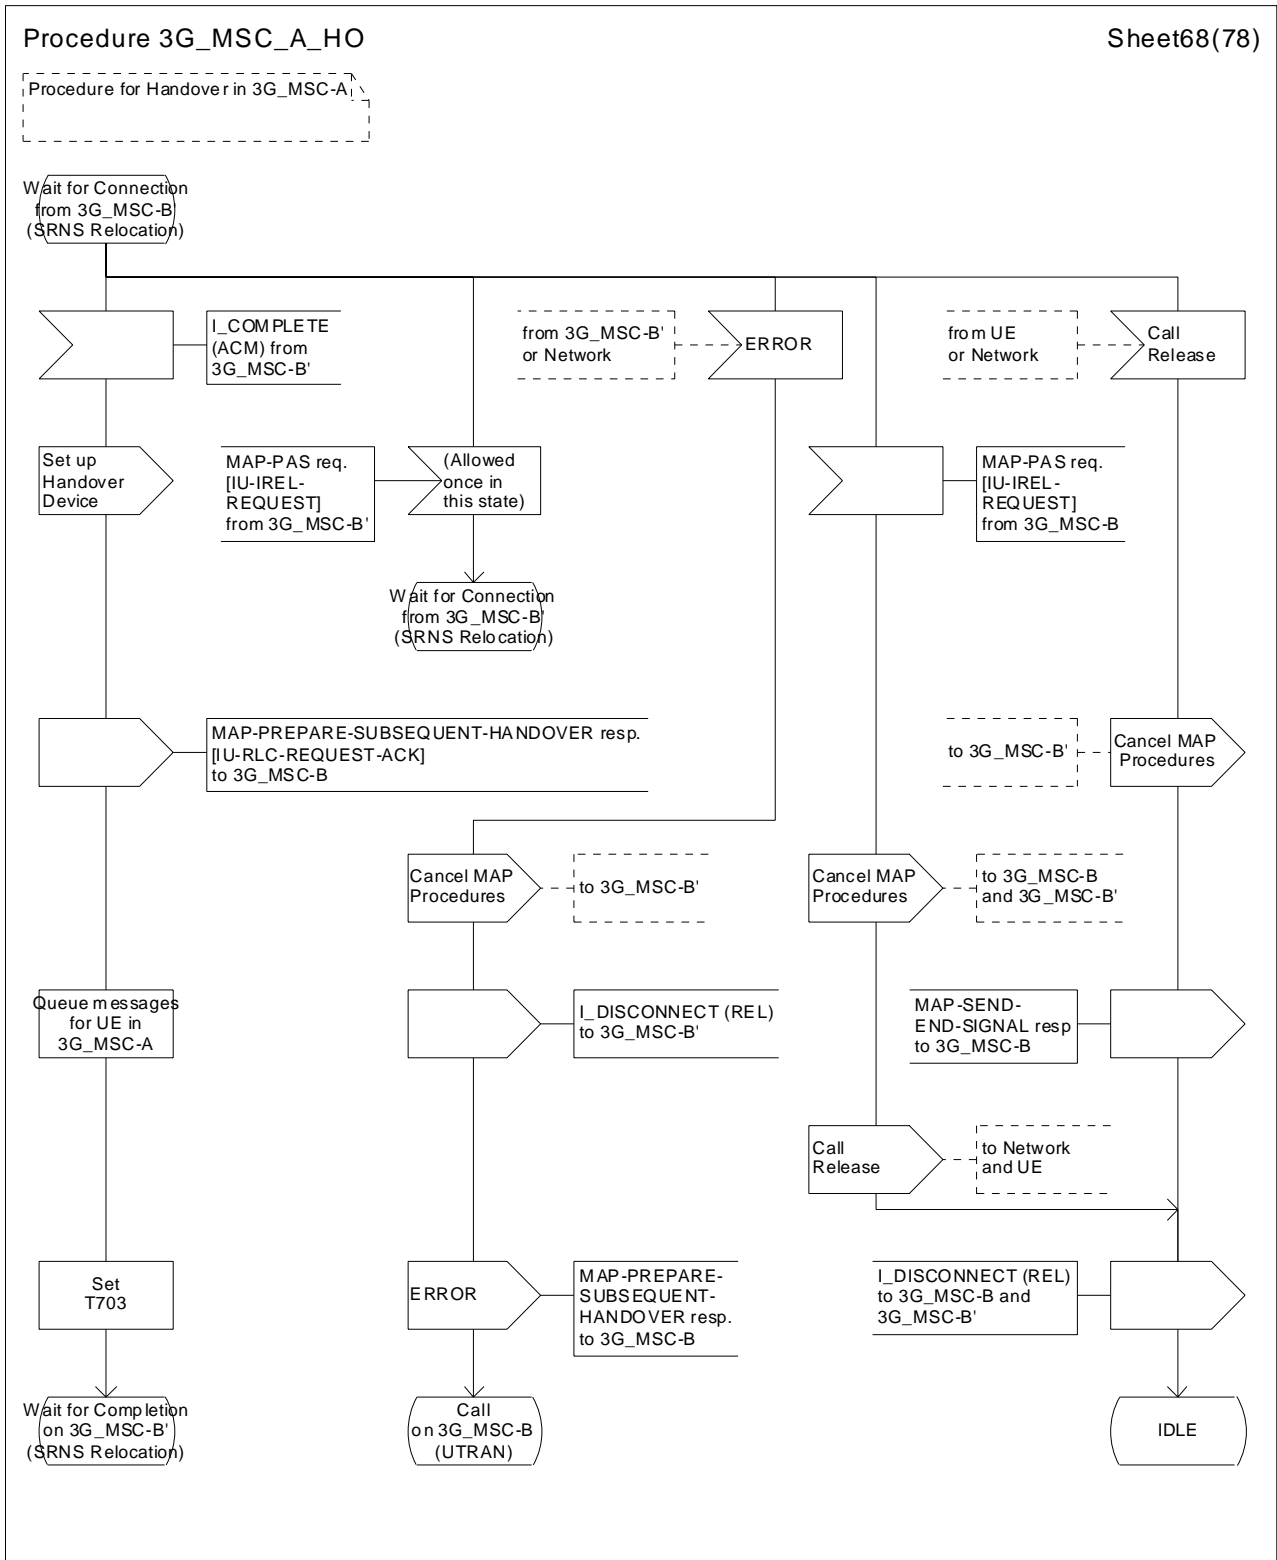 Procedure 3G_MSC_A_HO
Sheet68(78)
Procedure for Handover in 3G_MSC-A
Wait for Connection
from 3G_MSC-B'
(SRNS Relocation)
I_COMPLETE
(ACM) from
3G_MSC-B'
from 3G_MSC-B'
or Network
ERROR
from UE
or Network
Call
Release
Set up
Handover
Device
MAP-PAS req.
[IU-IREL-
REQUEST]
from 3G_MSC-B'
(Allowed
once in
this state)
MAP-PAS req.
[IU-IREL-
REQUEST]
from 3G_MSC-B
Wait for Connection
from 3G_MSC-B'
(SRNS Relocation)
MAP-PREPARE-SUBSEQUENT-HANDOVER resp.
[IU-RLC-REQUEST-ACK]
to 3G_MSC-B
to 3G_MSC-B'
Cancel MAP
Procedures
Cancel MAP
Procedures
to 3G_MSC-B'
Cancel MAP
Procedures
to 3G_MSC-B
and 3G_MSC-B'
Queue messages
for UE in
3G_MSC-A
I_DISCONNECT (REL)
to 3G_MSC-B'
MAP-SEND-
END-SIGNAL resp
to 3G_MSC-B
Call
Release
to Network
and UE
Set
T703
ERROR
MAP-PREPARE-
SUBSEQUENT-
HANDOVER resp.
to 3G_MSC-B
I_DISCONNECT (REL)
to 3G_MSC-B and
3G_MSC-B'
Wait for Completion
on 3G_MSC-B'
(SRNS Relocation)
Call
on 3G_MSC-B
(UTRAN)
IDLE